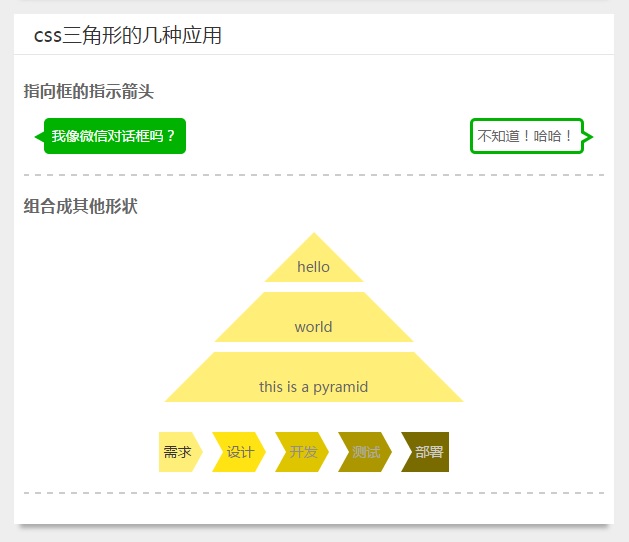 css三角形的几种应用
指向框的指示箭头
我像微信对话框吗？
不知道！哈哈！
组合成其他形状
hello
world
this is a pyramid
需求 设计 开发 测试 部署